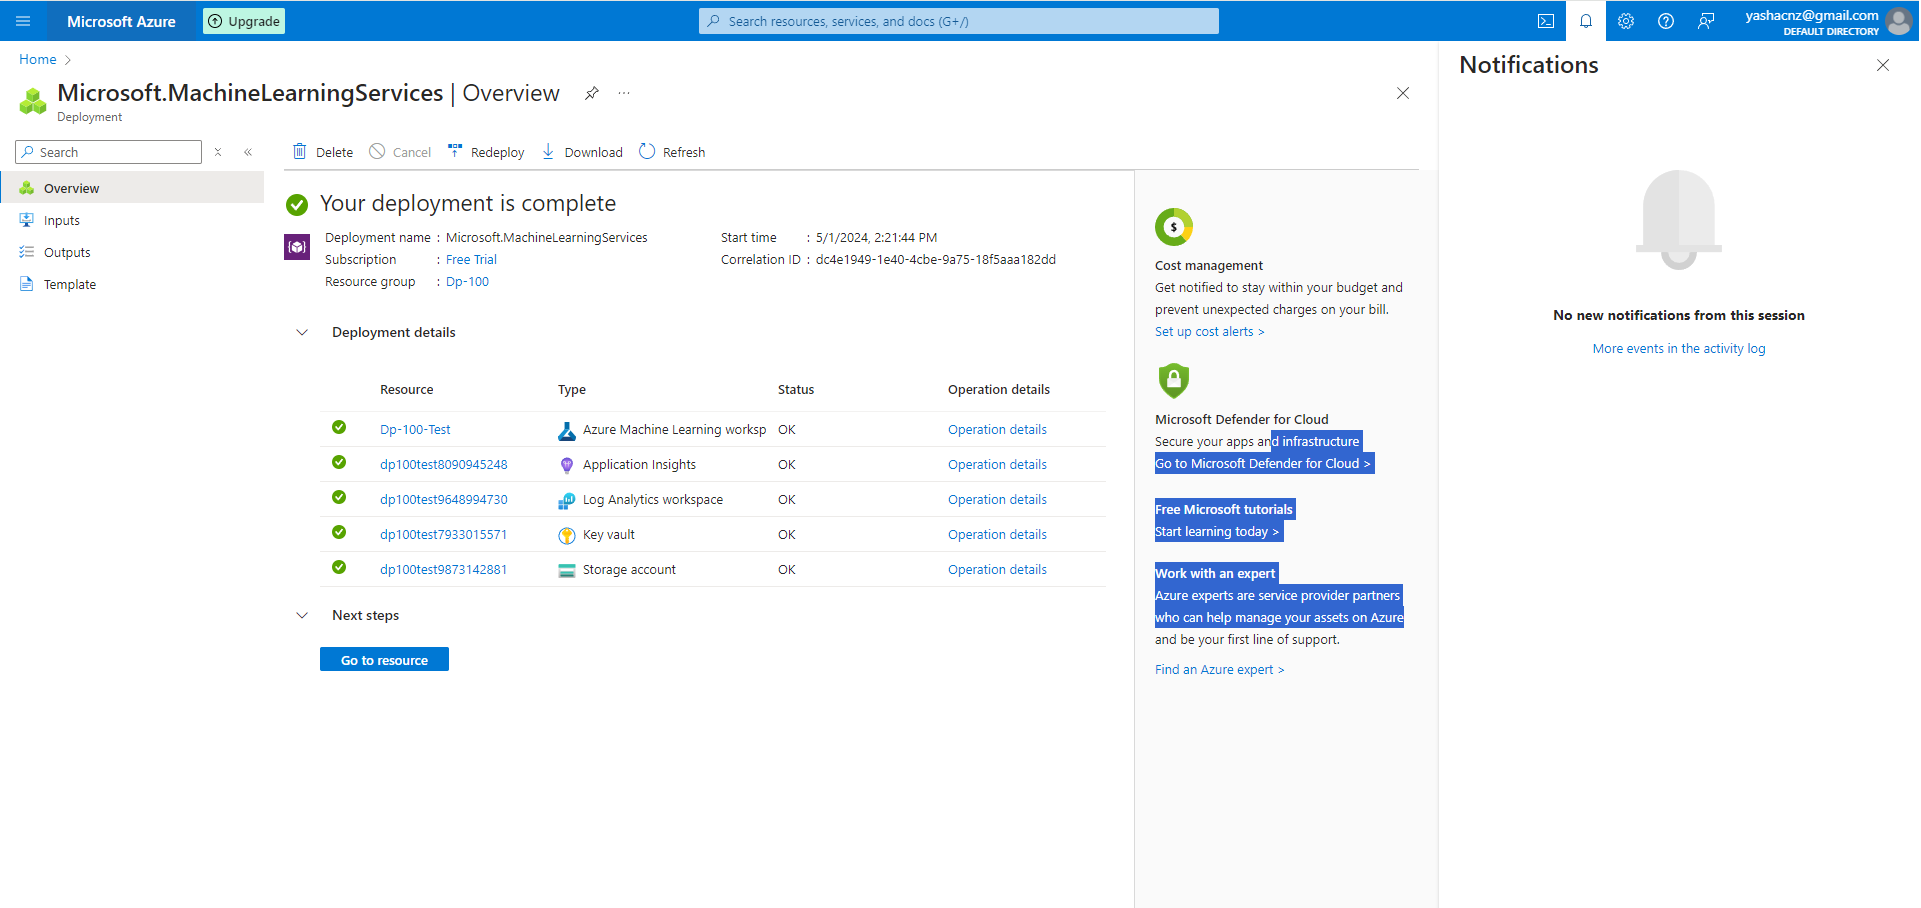 Microsoft Azure
Upgrade
Search resources, services, and docs (G+/)
yashacnz@gmail.com
DEFAULT DIRECTORY
Home
Microsoft.MachineLearningServices | Overview
Deployment
Search
Overview
Inputs
Outputs
Template
Delete
Cancel
Redeploy
Download
Refresh
Your deployment is complete
Deployment name : Microsoft.MachineLearningServices
Subscription : Free Trial
Resource group : Dp-100
Start time : 5/1/2024, 2:21:44 PM
Correlation ID : dc4e1949-1e40-4cbe-9a75-18f5aaa182dd
Deployment details
Resource Type Status Operation details
Dp-100-Test Azure Machine Learning worksp OK Operation details
dp100test8090945248 Application Insights OK Operation details
dp100test9648994730 Log Analytics workspace OK Operation details
dp100test7933015571 Key vault OK Operation details
dp100test9873142881 Storage account OK Operation details
Next steps
Go to resource
$
Cost management
Get notified to stay within your budget and
prevent unexpected charges on your bill.
Set up cost alerts >
Microsoft Defender for Cloud
Secure your apps and infrastructure
Go to Microsoft Defender for Cloud >
Free Microsoft tutorials
Start learning today >
Work with an expert
Azure experts are service provider partners
who can help manage your assets on Azure
and be your first line of support.
Find an Azure expert >
Notifications
No new notifications from this session
More events in the activity log